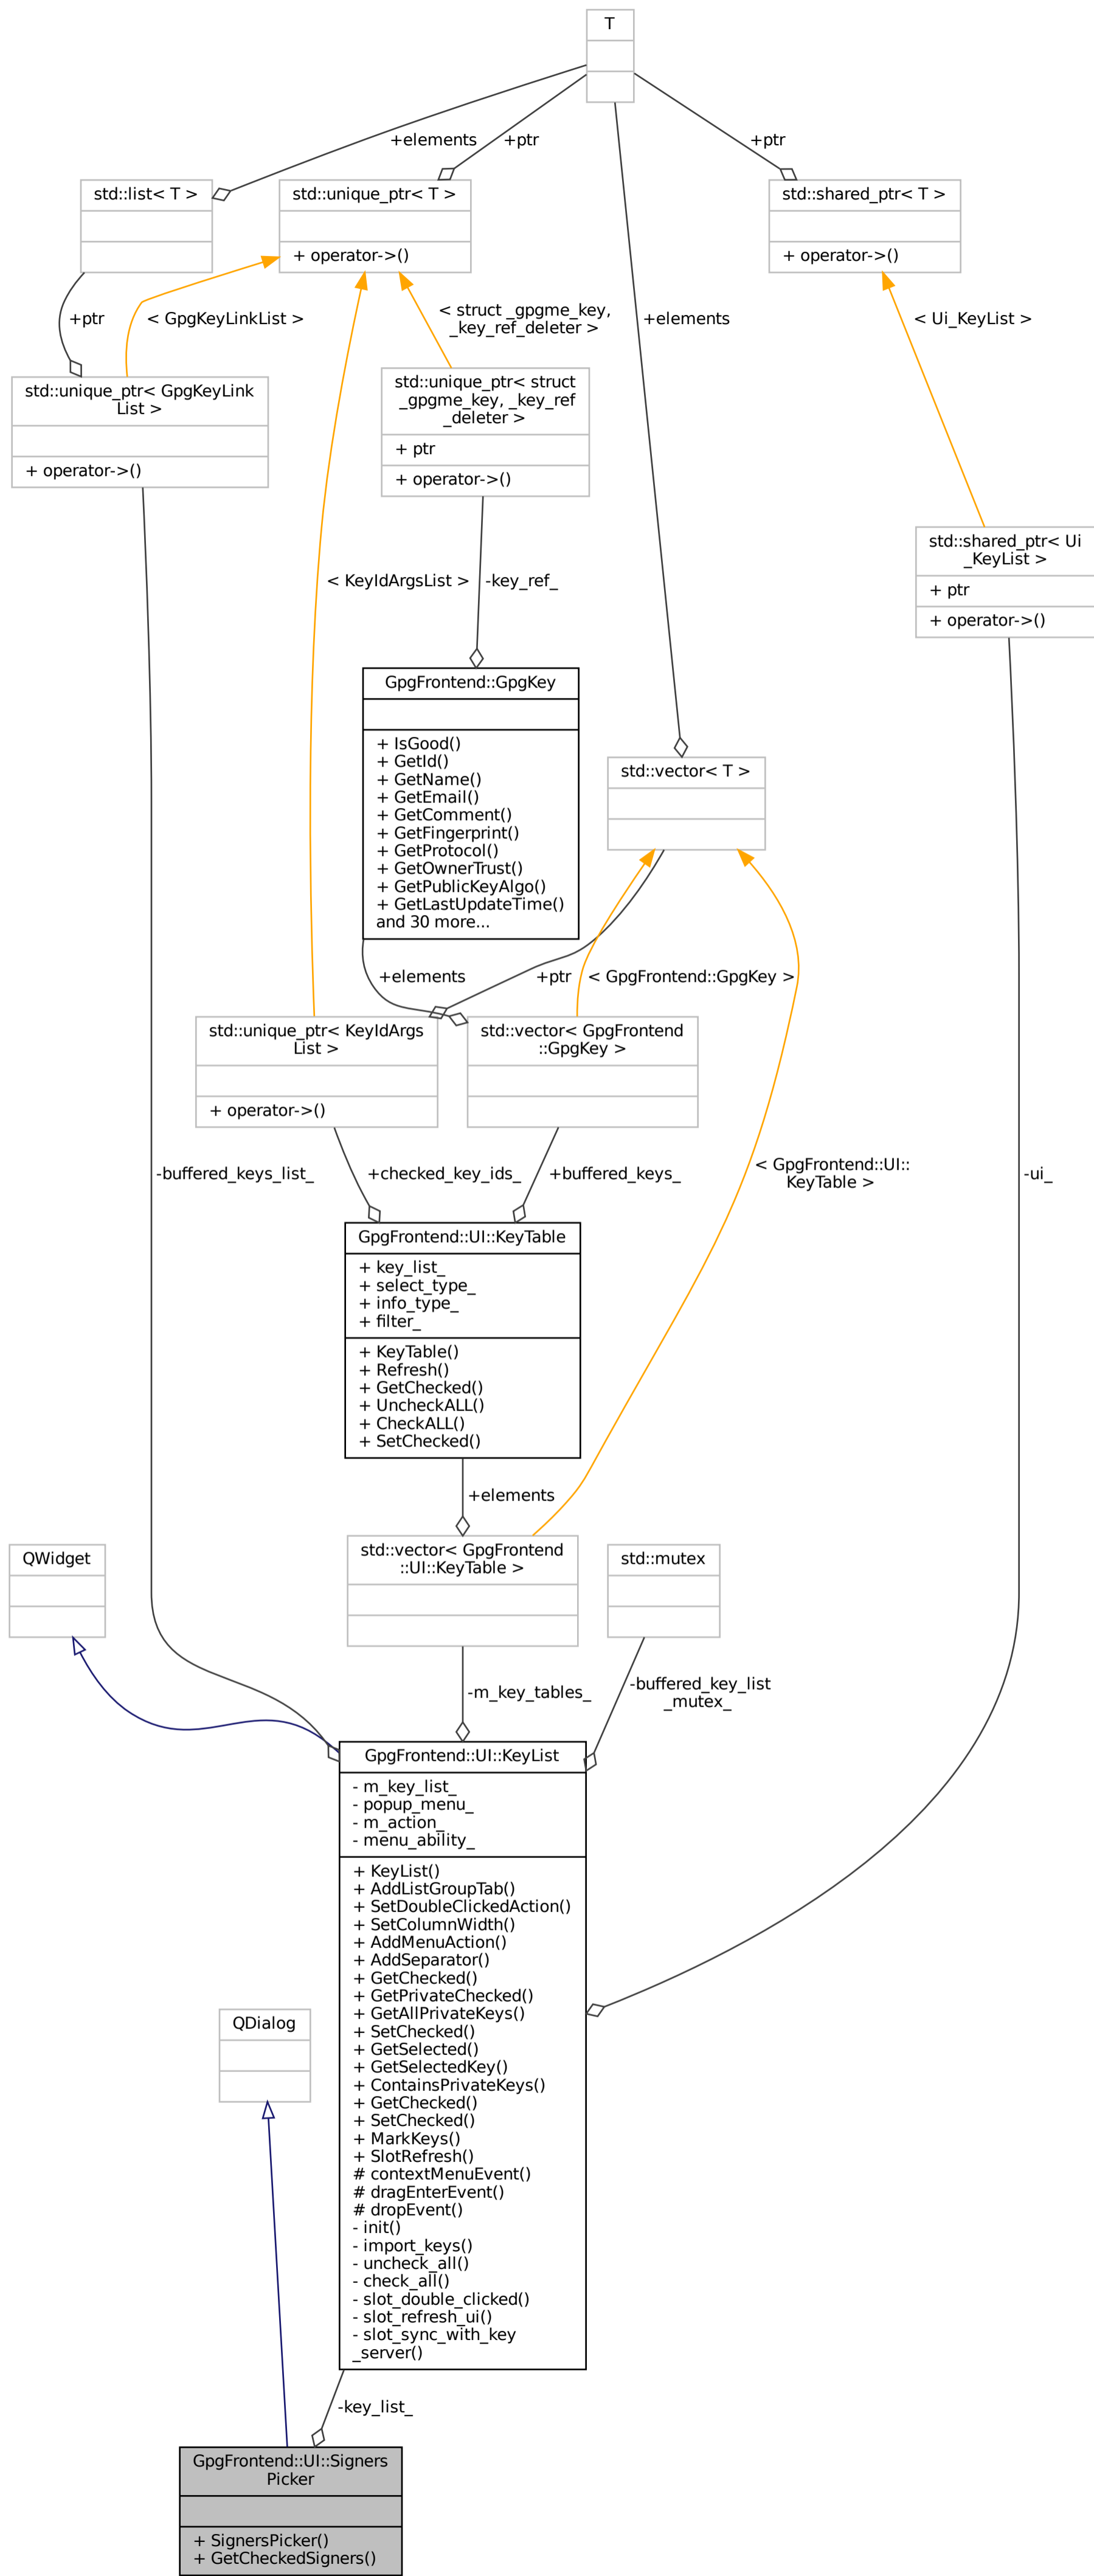 T
+elements
+ptr
+ptr
std::list< T >
std::unique_ptr< T >
+ operator->()
std::shared_ptr< T >
+ operator->()
+ptr
< GpgKeyLinkList >
< struct _gpgme_key,
_key_ref_deleter >
+elements
< Ui_KeyList >
std::unique_ptr< GpgKeyLink
List >
+ operator->()
std::unique_ptr< struct
_gpgme_key, _key_ref
_deleter >
+ ptr
+ operator->()
std::shared_ptr< Ui
_KeyList >
+ ptr
+ operator->()
< KeyIdArgsList >
-key_ref_
GpgFrontend::GpgKey
+ IsGood()
+ GetId()
+ GetName()
+ GetEmail()
+ GetComment()
+ GetFingerprint()
+ GetProtocol()
+ GetOwnerTrust()
+ GetPublicKeyAlgo()
+ GetLastUpdateTime()
and 30 more...
std::vector< T >
+elements
+ptr
< GpgFrontend::GpgKey >
std::unique_ptr< KeyIdArgs
List >
+ operator->()
std::vector< GpgFrontend
::GpgKey >
-buffered_keys_list_
+checked_key_ids_
+buffered_keys_
< GpgFrontend::UI::
KeyTable >
-ui_
GpgFrontend::UI::KeyTable
+ key_list_
+ select_type_
+ info_type_
+ filter_
+ KeyTable()
+ Refresh()
+ GetChecked()
+ UncheckALL()
+ CheckALL()
+ SetChecked()
+elements
QWidget
std::vector< GpgFrontend
::UI::KeyTable >
std::mutex
-m_key_tables_
-buffered_key_list
_mutex_
GpgFrontend::UI::KeyList
- m_key_list_
- popup_menu_
- m_action_
- menu_ability_
+ KeyList()
+ AddListGroupTab()
+ SetDoubleClickedAction()
+ SetColumnWidth()
+ AddMenuAction()
+ AddSeparator()
+ GetChecked()
+ GetPrivateChecked()
+ GetAllPrivateKeys()
+ SetChecked()
+ GetSelected()
+ GetSelectedKey()
+ ContainsPrivateKeys()
+ GetChecked()
+ SetChecked()
+ MarkKeys()
+ SlotRefresh()
# contextMenuEvent()
# dragEnterEvent()
# dropEvent()
- init()
- import_keys()
- uncheck_all()
- check_all()
- slot_double_clicked()
- slot_refresh_ui()
- slot_sync_with_key
_server()
QDialog
-key_list_
GpgFrontend::UI::Signers
Picker
+ SignersPicker()
+ GetCheckedSigners()